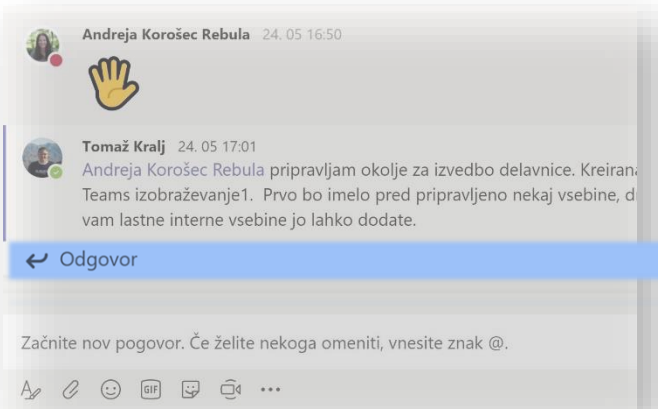 Andreja Korošec Rebula 24. 05 16:50
Tomaž Kralj 24. 05 17:01
Andreja Korošec Rebula pripravljam okolje za izvedbo delavnice.
Teams izobraževanje1. Prvo bo imelo pred pripravljeno nekaj vsebine,
vam lastne interne vsebine jo lahko dodate.
Odgovor
Začnite nov pogovor. Če želite nekoga omeniti, vnesite znak @.
GIF